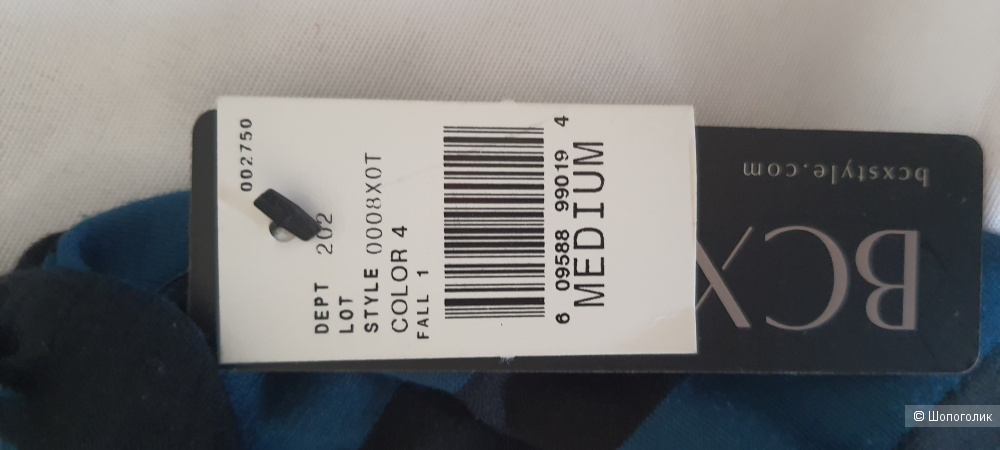 002750
DEPT 202
LOT
STYLE 0008X0T
COLOR 4
FALL 1
6 09588 99019 4
MEDIUM
bcxstyle.com
BCX
© Шопоголик